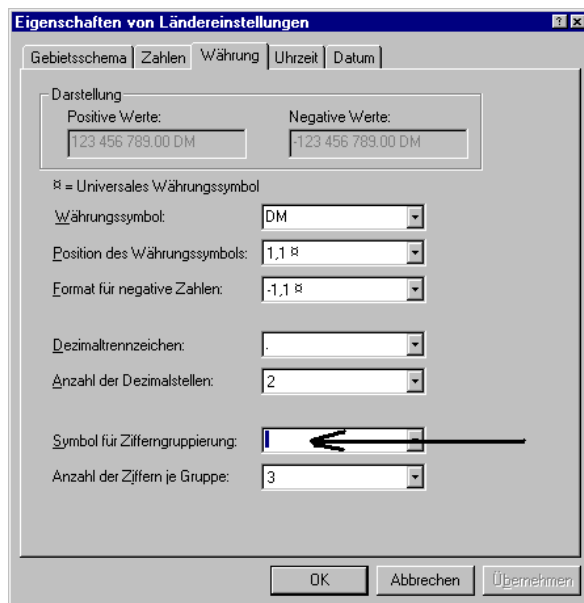 Eigenschaften von Ländereinstellungen
Gebietsschema Zahlen Währung Uhrzeit Datum
Darstellung
Positive Werte: Negative Werte:
123 456 789.00 DM -123 456 789.00 DM
¤ = Universales Währungssymbol
Währungssymbol: DM
Position des Währungssymbols: 1,1 ¤
Format für negative Zahlen: -1,1 ¤
Dezimaltrennzeichen: .
Anzahl der Dezimalstellen: 2
Symbol für Zifferngruppierung:
Anzahl der Ziffern je Gruppe: 3
OK Abbrechen Übernehmen